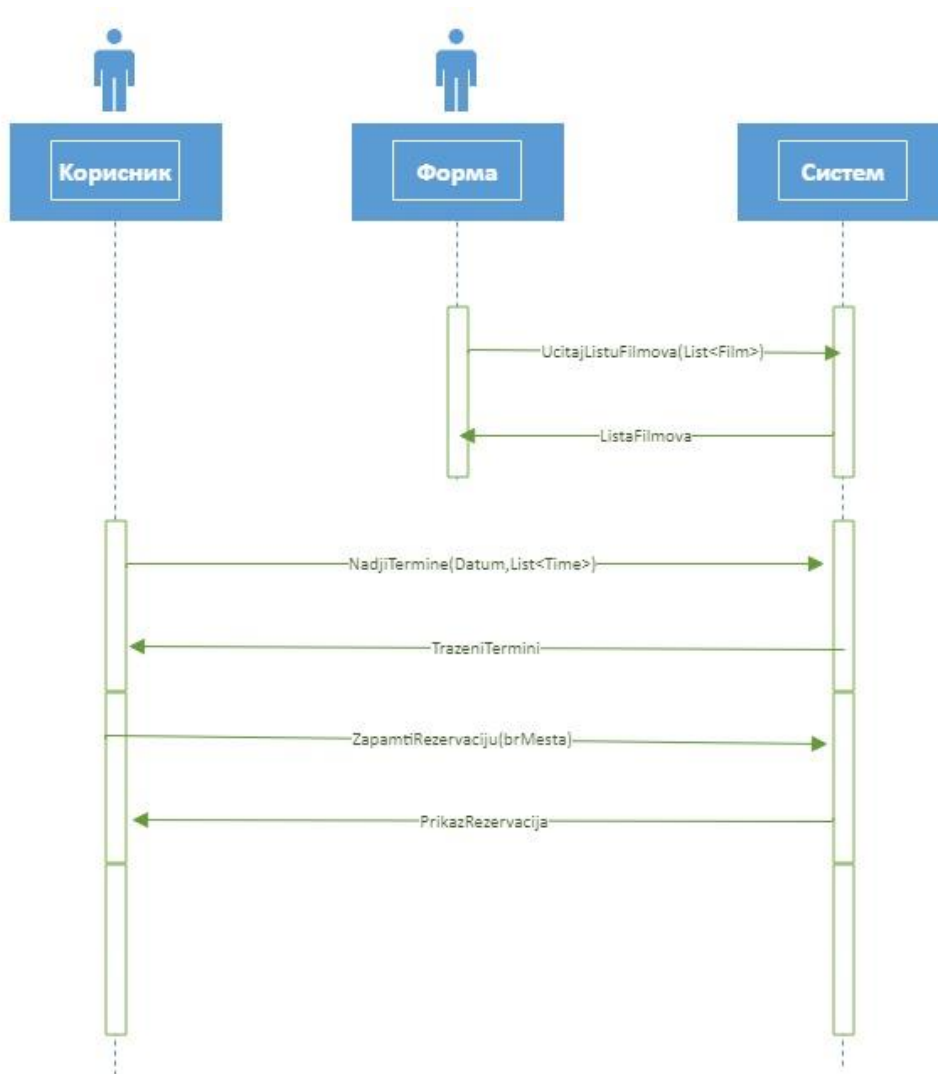 Корисник
Форма
Систем
UcitajListuFilmova(List<Film>)
ListaFilmova
NadjiTermine(Datum,List<Time>)
TrazeniTermini
ZapamtiRezervaciju(brMesta)
PrikazRezervacija